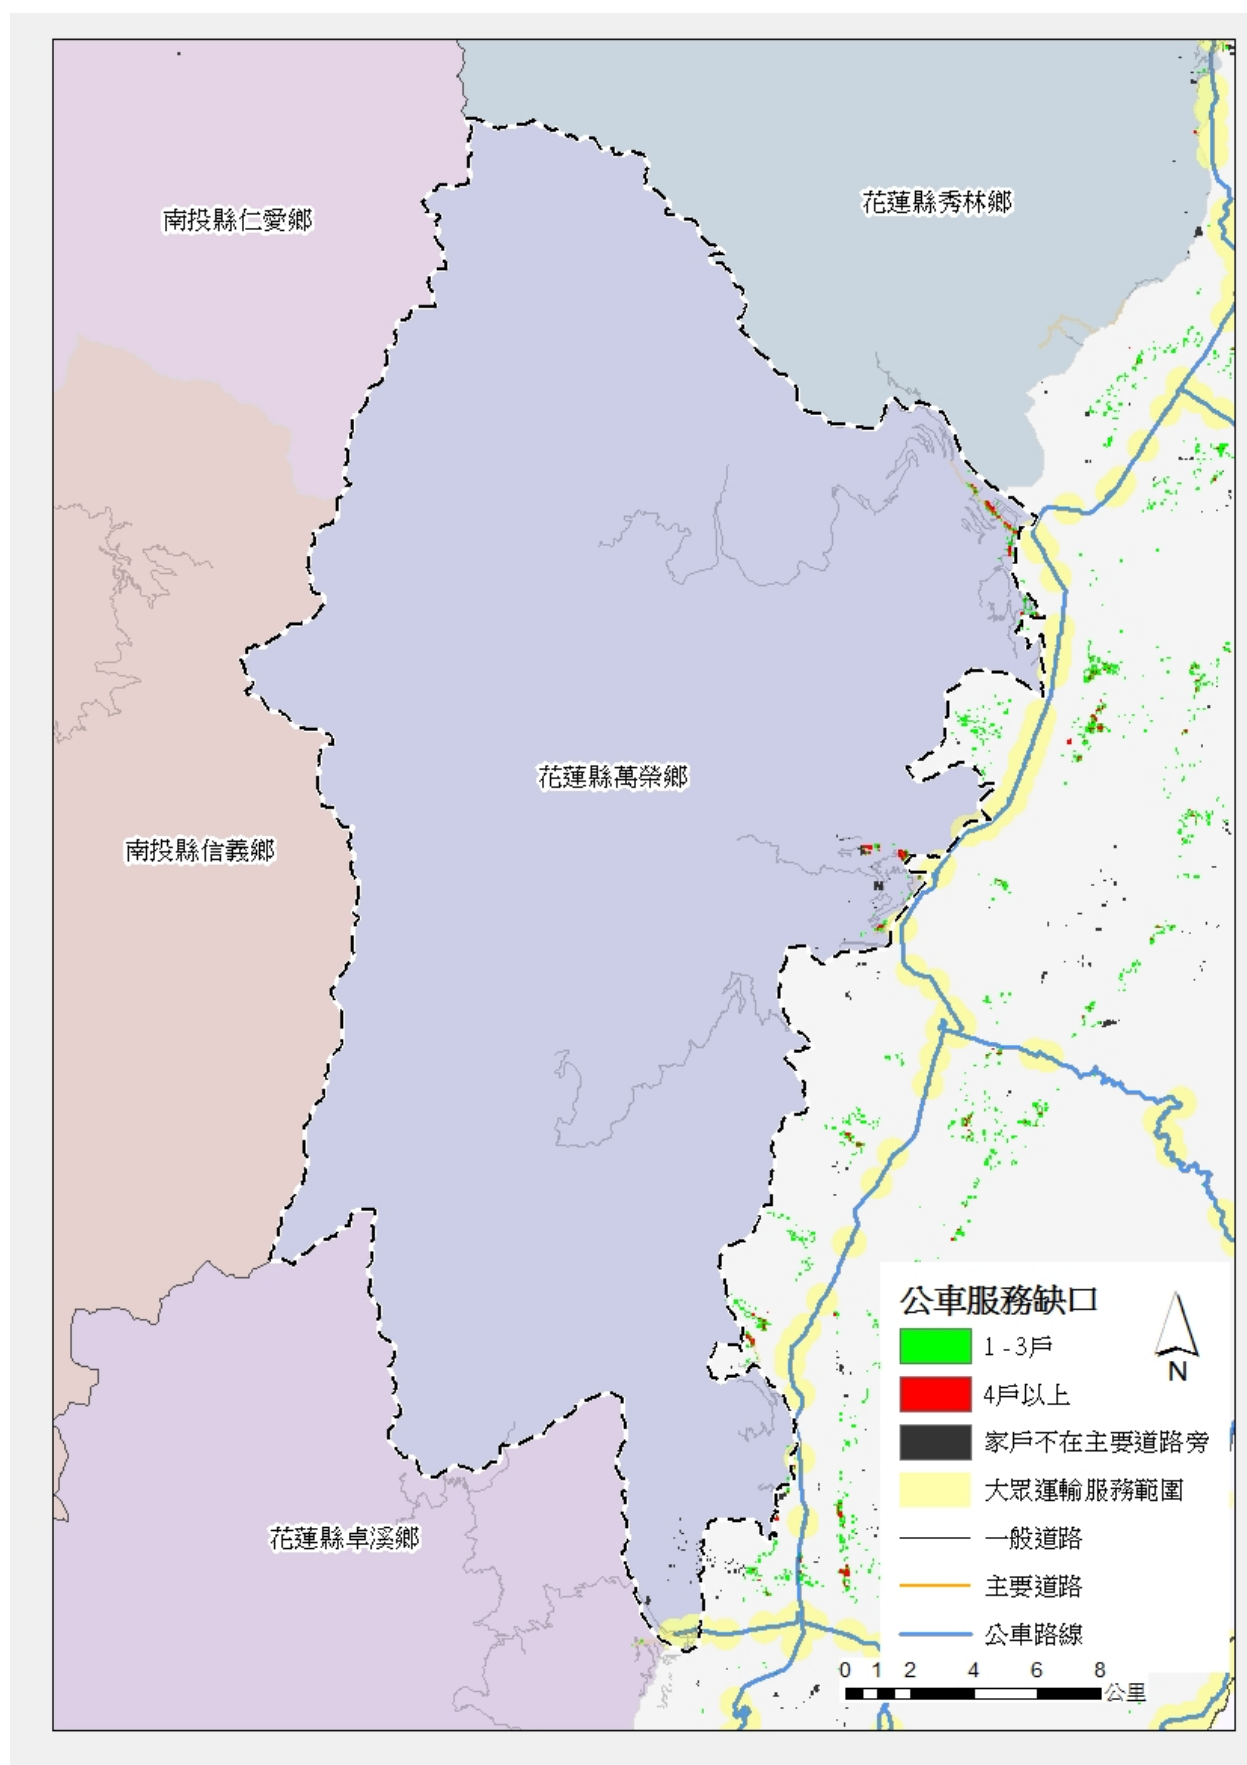 南投縣仁愛鄉
花蓮縣秀林鄉
花蓮縣萬榮鄉
南投縣信義鄉
花蓮縣卓溪鄉
公車服務缺口
1 - 3戶
4戶以上
家戶不在主要道路旁
大眾運輸服務範圍
一般道路
主要道路
公車路線
N
0 1 2 4 6 8
公里